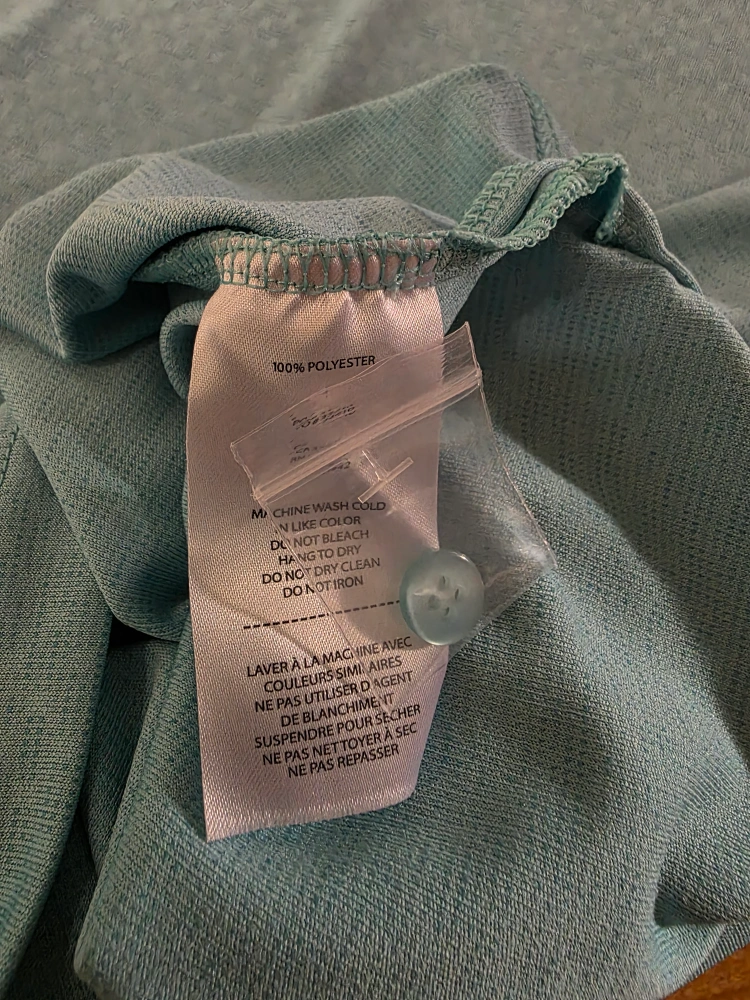 100% POLYESTER
MACHINE WASH COLD
IN LIKE COLOR
DO NOT BLEACH
HANG TO DRY
DO NOT DRY CLEAN
DO NOT IRON
LAVER À LA MACHINE AVEC
COULEURS SIMILAIRES
NE PAS UTILISER D'AGENT
DE BLANCHIMENT
SUSPENDRE POUR SÉCHER
NE PAS NETTOYER À SEC
NE PAS REPASSER